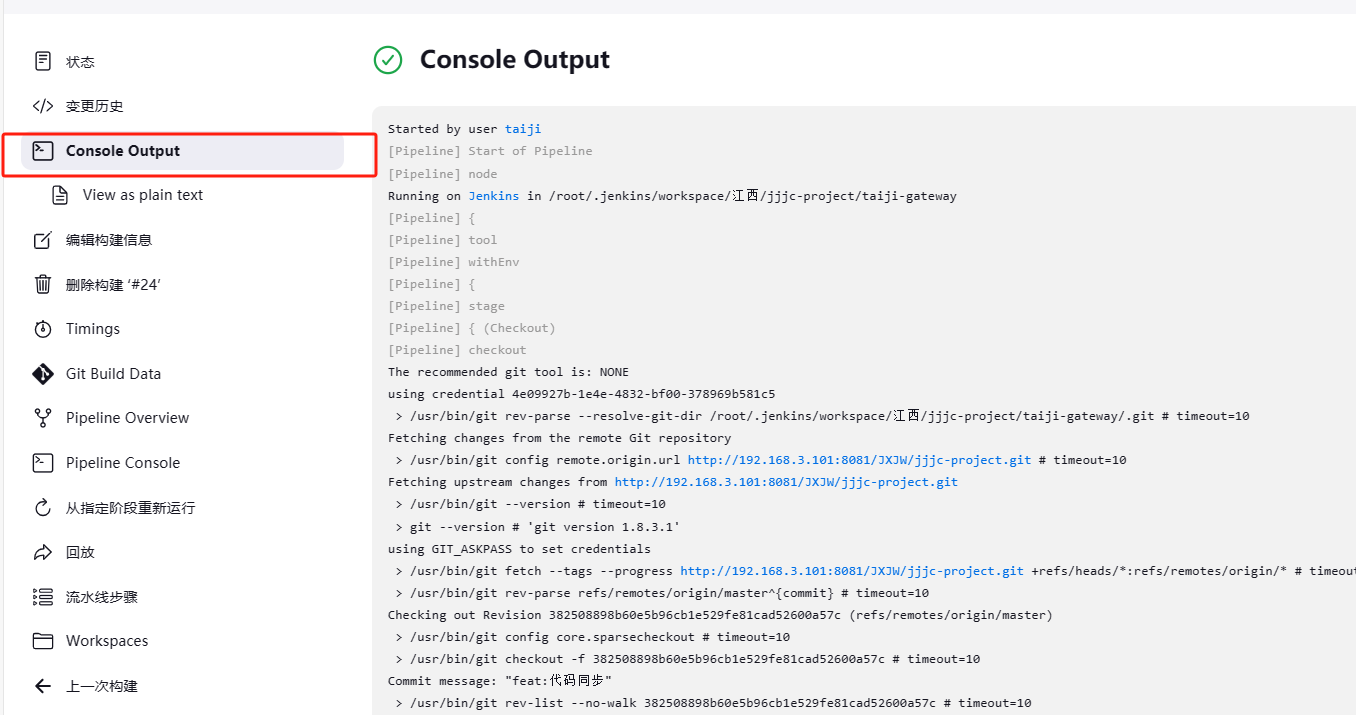 状态
变更历史
Console Output
View as plain text
编辑构建信息
删除构建 ‘#24’
Timings
Git Build Data
Pipeline Overview
Pipeline Console
从指定阶段重新运行
回放
流水线步骤
Workspaces
上一次构建
Console Output
Started by user taiji
[Pipeline] Start of Pipeline
[Pipeline] node
Running on Jenkins in /root/.jenkins/workspace/江西/jjjc-project/taiji-gateway
[Pipeline] {
[Pipeline] tool
[Pipeline] withEnv
[Pipeline] {
[Pipeline] stage
[Pipeline] { (Checkout)
[Pipeline] checkout
The recommended git tool is: NONE
using credential 4e09927b-1e4e-4832-bf00-378969b581c5
> /usr/bin/git rev-parse --resolve-git-dir /root/.jenkins/workspace/江西/jjjc-project/taiji-gateway/.git # timeout=10
Fetching changes from the remote Git repository
> /usr/bin/git config remote.origin.url http://192.168.3.101:8081/JXJW/jjjc-project.git # timeout=10
Fetching upstream changes from http://192.168.3.101:8081/JXJW/jjjc-project.git
> /usr/bin/git --version # timeout=10
> git --version # 'git version 1.8.3.1'
using GIT_ASKPASS to set credentials
> /usr/bin/git fetch --tags --progress http://192.168.3.101:8081/JXJW/jjjc-project.git +refs/heads/*:refs/remotes/origin/* # timeout
> /usr/bin/git rev-parse refs/remotes/origin/master^{commit} # timeout=10
Checking out Revision 382508898b60e5b96cb1e529fe81cad52600a57c (refs/remotes/origin/master)
> /usr/bin/git config core.sparsecheckout # timeout=10
> /usr/bin/git checkout -f 382508898b60e5b96cb1e529fe81cad52600a57c # timeout=10
Commit message: "feat:代码同步"
> /usr/bin/git rev-list --no-walk 382508898b60e5b96cb1e529fe81cad52600a57c # timeout=10